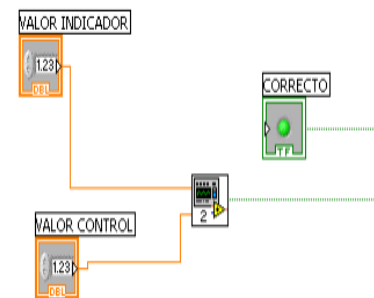 VALOR INDICADOR
1.23
DBL
CORRECTO
TF
2
VALOR CONTROL
1.23
DBL